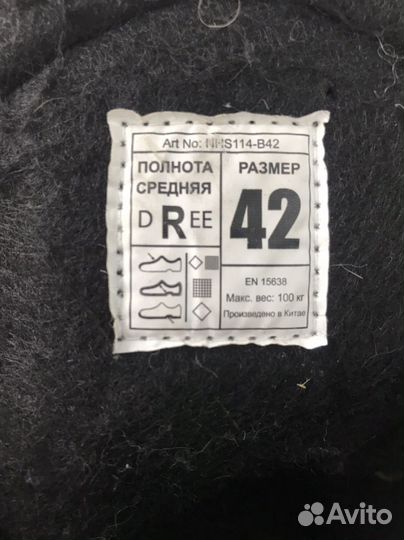 Art No: NHS114-B42
ПОЛНОТА
СРЕДНЯЯ
D R EE
РАЗМЕР
42
EN 15638
Макс. вес: 100 кг
Произведено в Китае
Avito